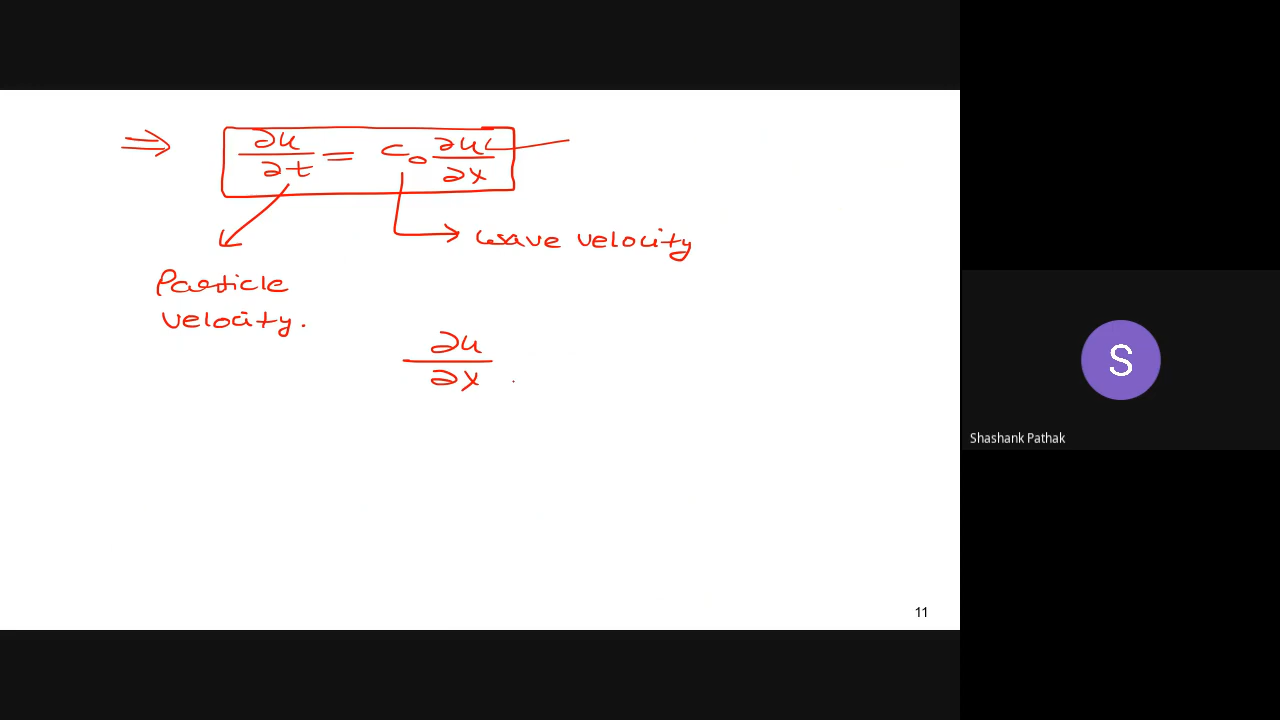 ⇒ ∂u/∂t = c₀ ∂u/∂x
wave velocity
Particle
velocity.
∂u/∂x
S
Shashank Pathak
11